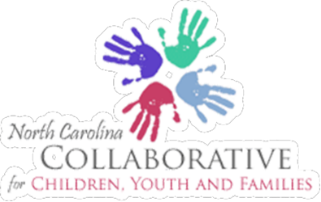 North Carolina
COLLABORATIVE
for CHILDREN, YOUTH AND FAMILIES